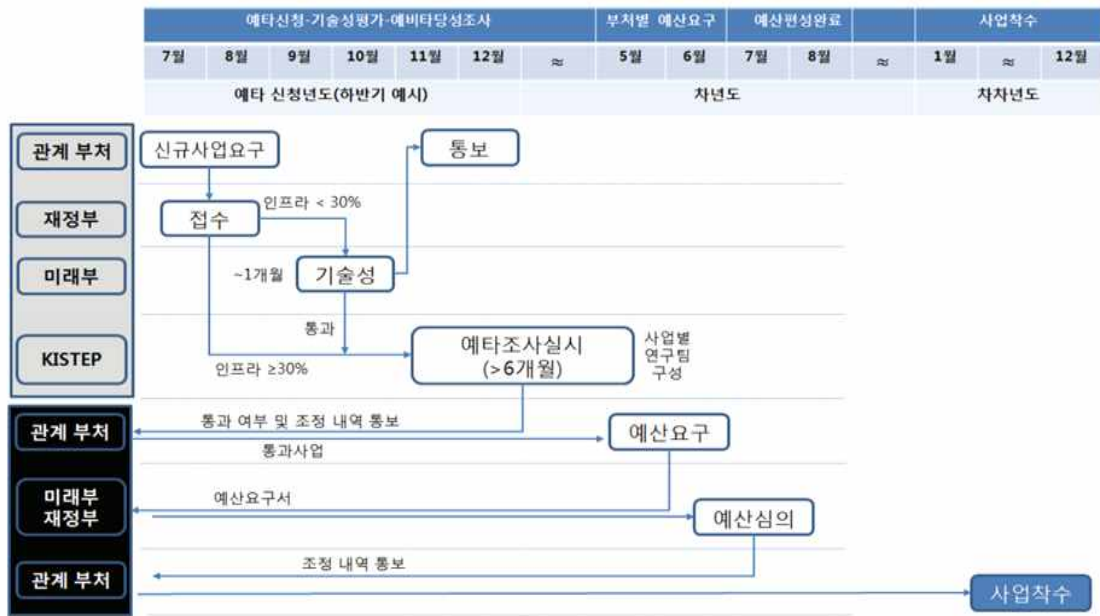 예타신청-기술성평가-예비타당성조사 부처별 예산요구 예산편성완료 사업착수
7월 8월 9월 10월 11월 12월 ≈ 5월 6월 7월 8월 ≈ 1월 ≈ 12월
예타 신청년도(하반기 예시) 차년도 차차년도
관계 부처 신규사업요구 통보
재정부 접수 인프라 < 30%
미래부 ~1개월 기술성
통과
KISTEP 인프라 ≥30% 예타조사실시
(>6개월)
사업별
연구팀
구성
관계 부처 통과 여부 및 조정 내역 통보 예산요구
통과사업
미래부
재정부
예산요구서 예산심의
조정 내역 통보
관계 부처 사업착수